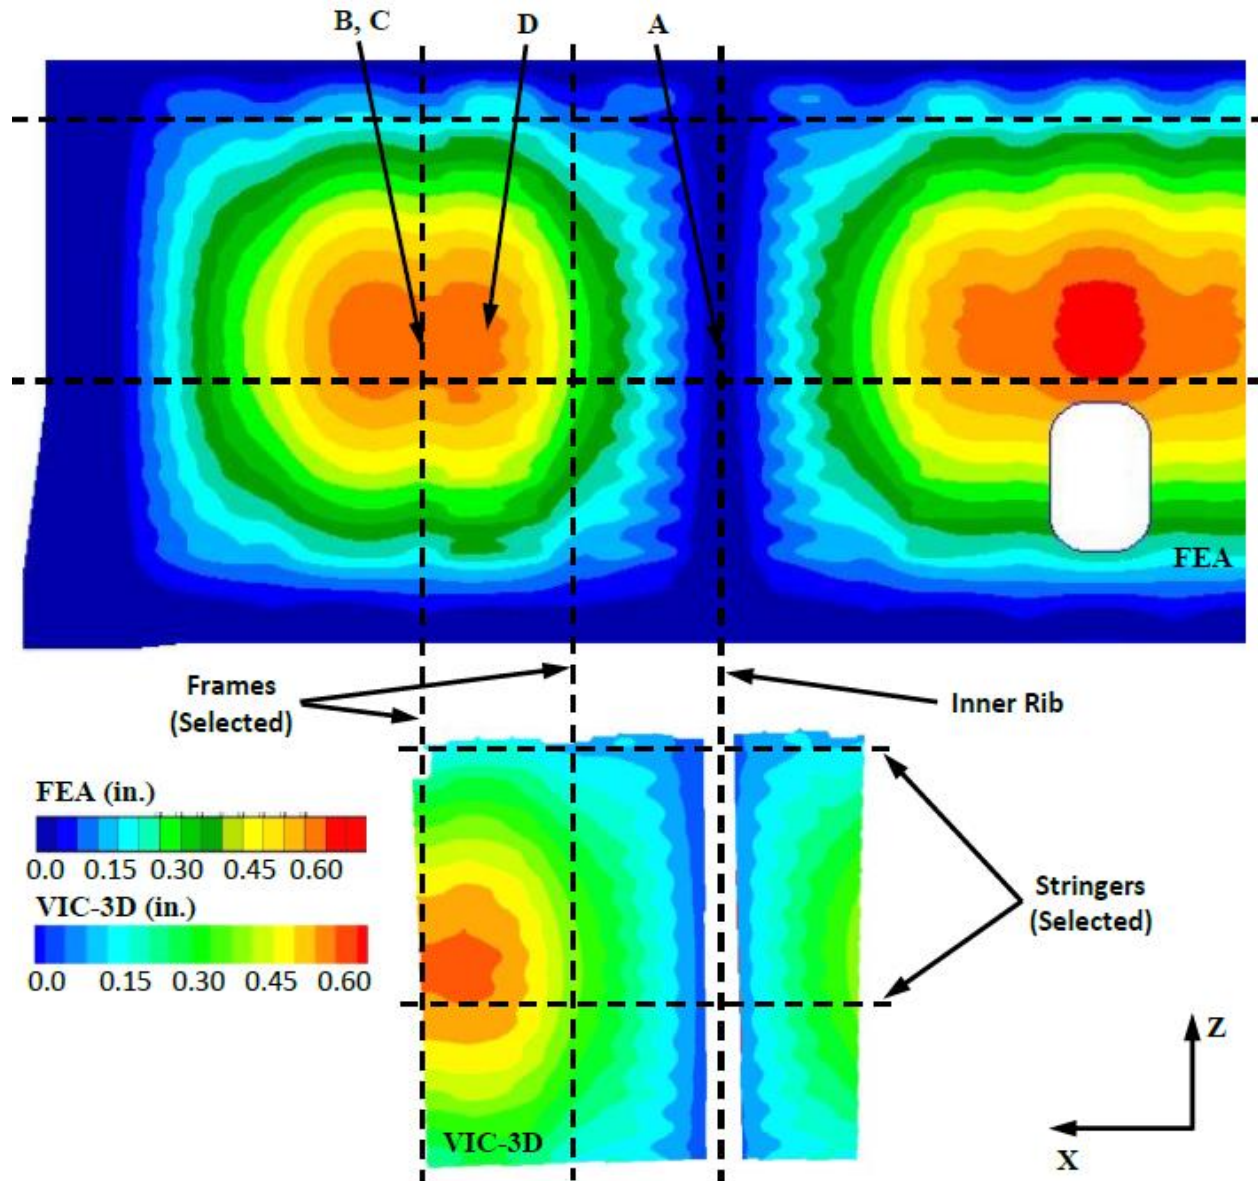 B, C
D
A
FEA
Frames
(Selected)
Inner Rib
FEA (in.)
0.0 0.15 0.30 0.45 0.60
VIC-3D (in.)
0.0 0.15 0.30 0.45 0.60
Stringers
(Selected)
VIC-3D
Z
X